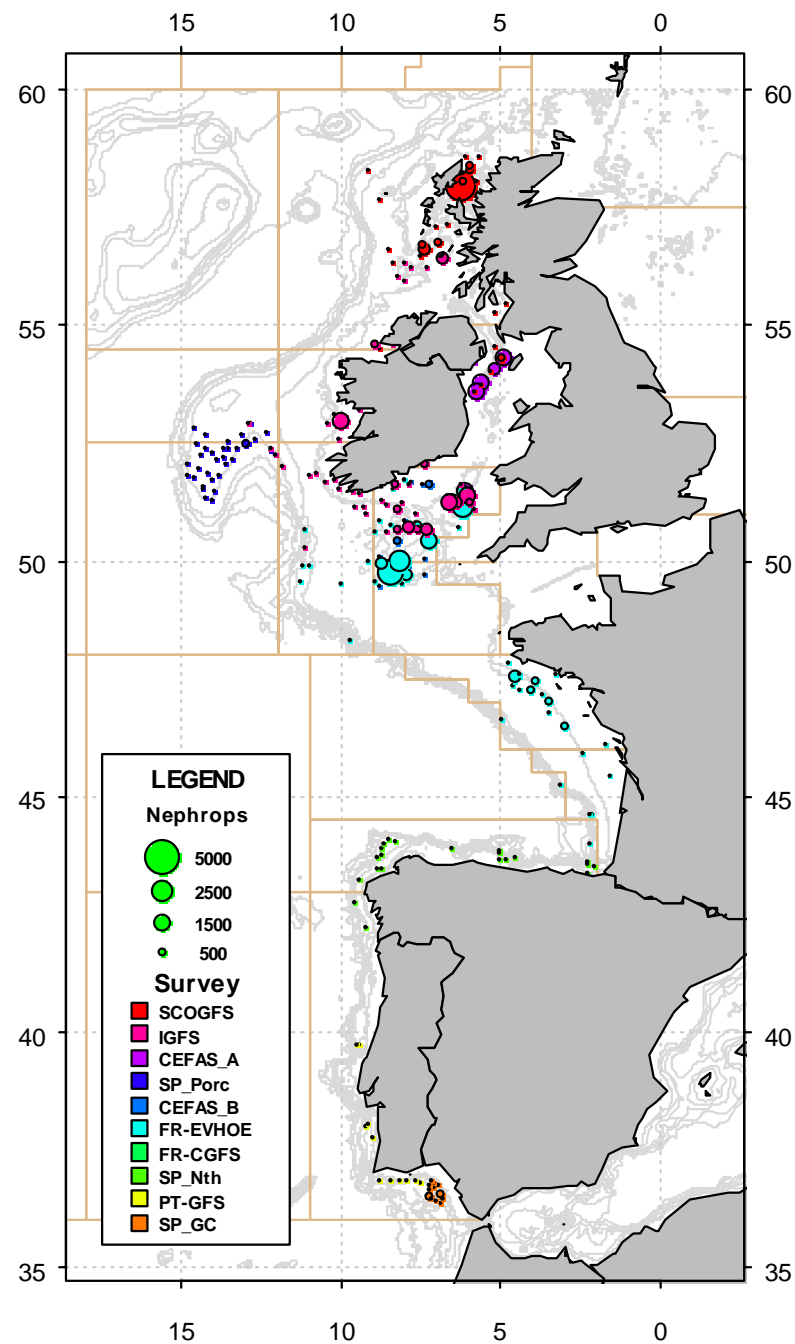 15 10 5 0
60 60
55 55
50 50
45 45
LEGEND
Nephrops
5000
2500
1500
500
Survey
SCOGFS
IGFS
40 40
CEFAS_A
SP_Porc
CEFAS_B
FR-EVHOE
FR-CGFS
SP_Nth
PT-GFS
SP_GC
35 35
15 10 5 0